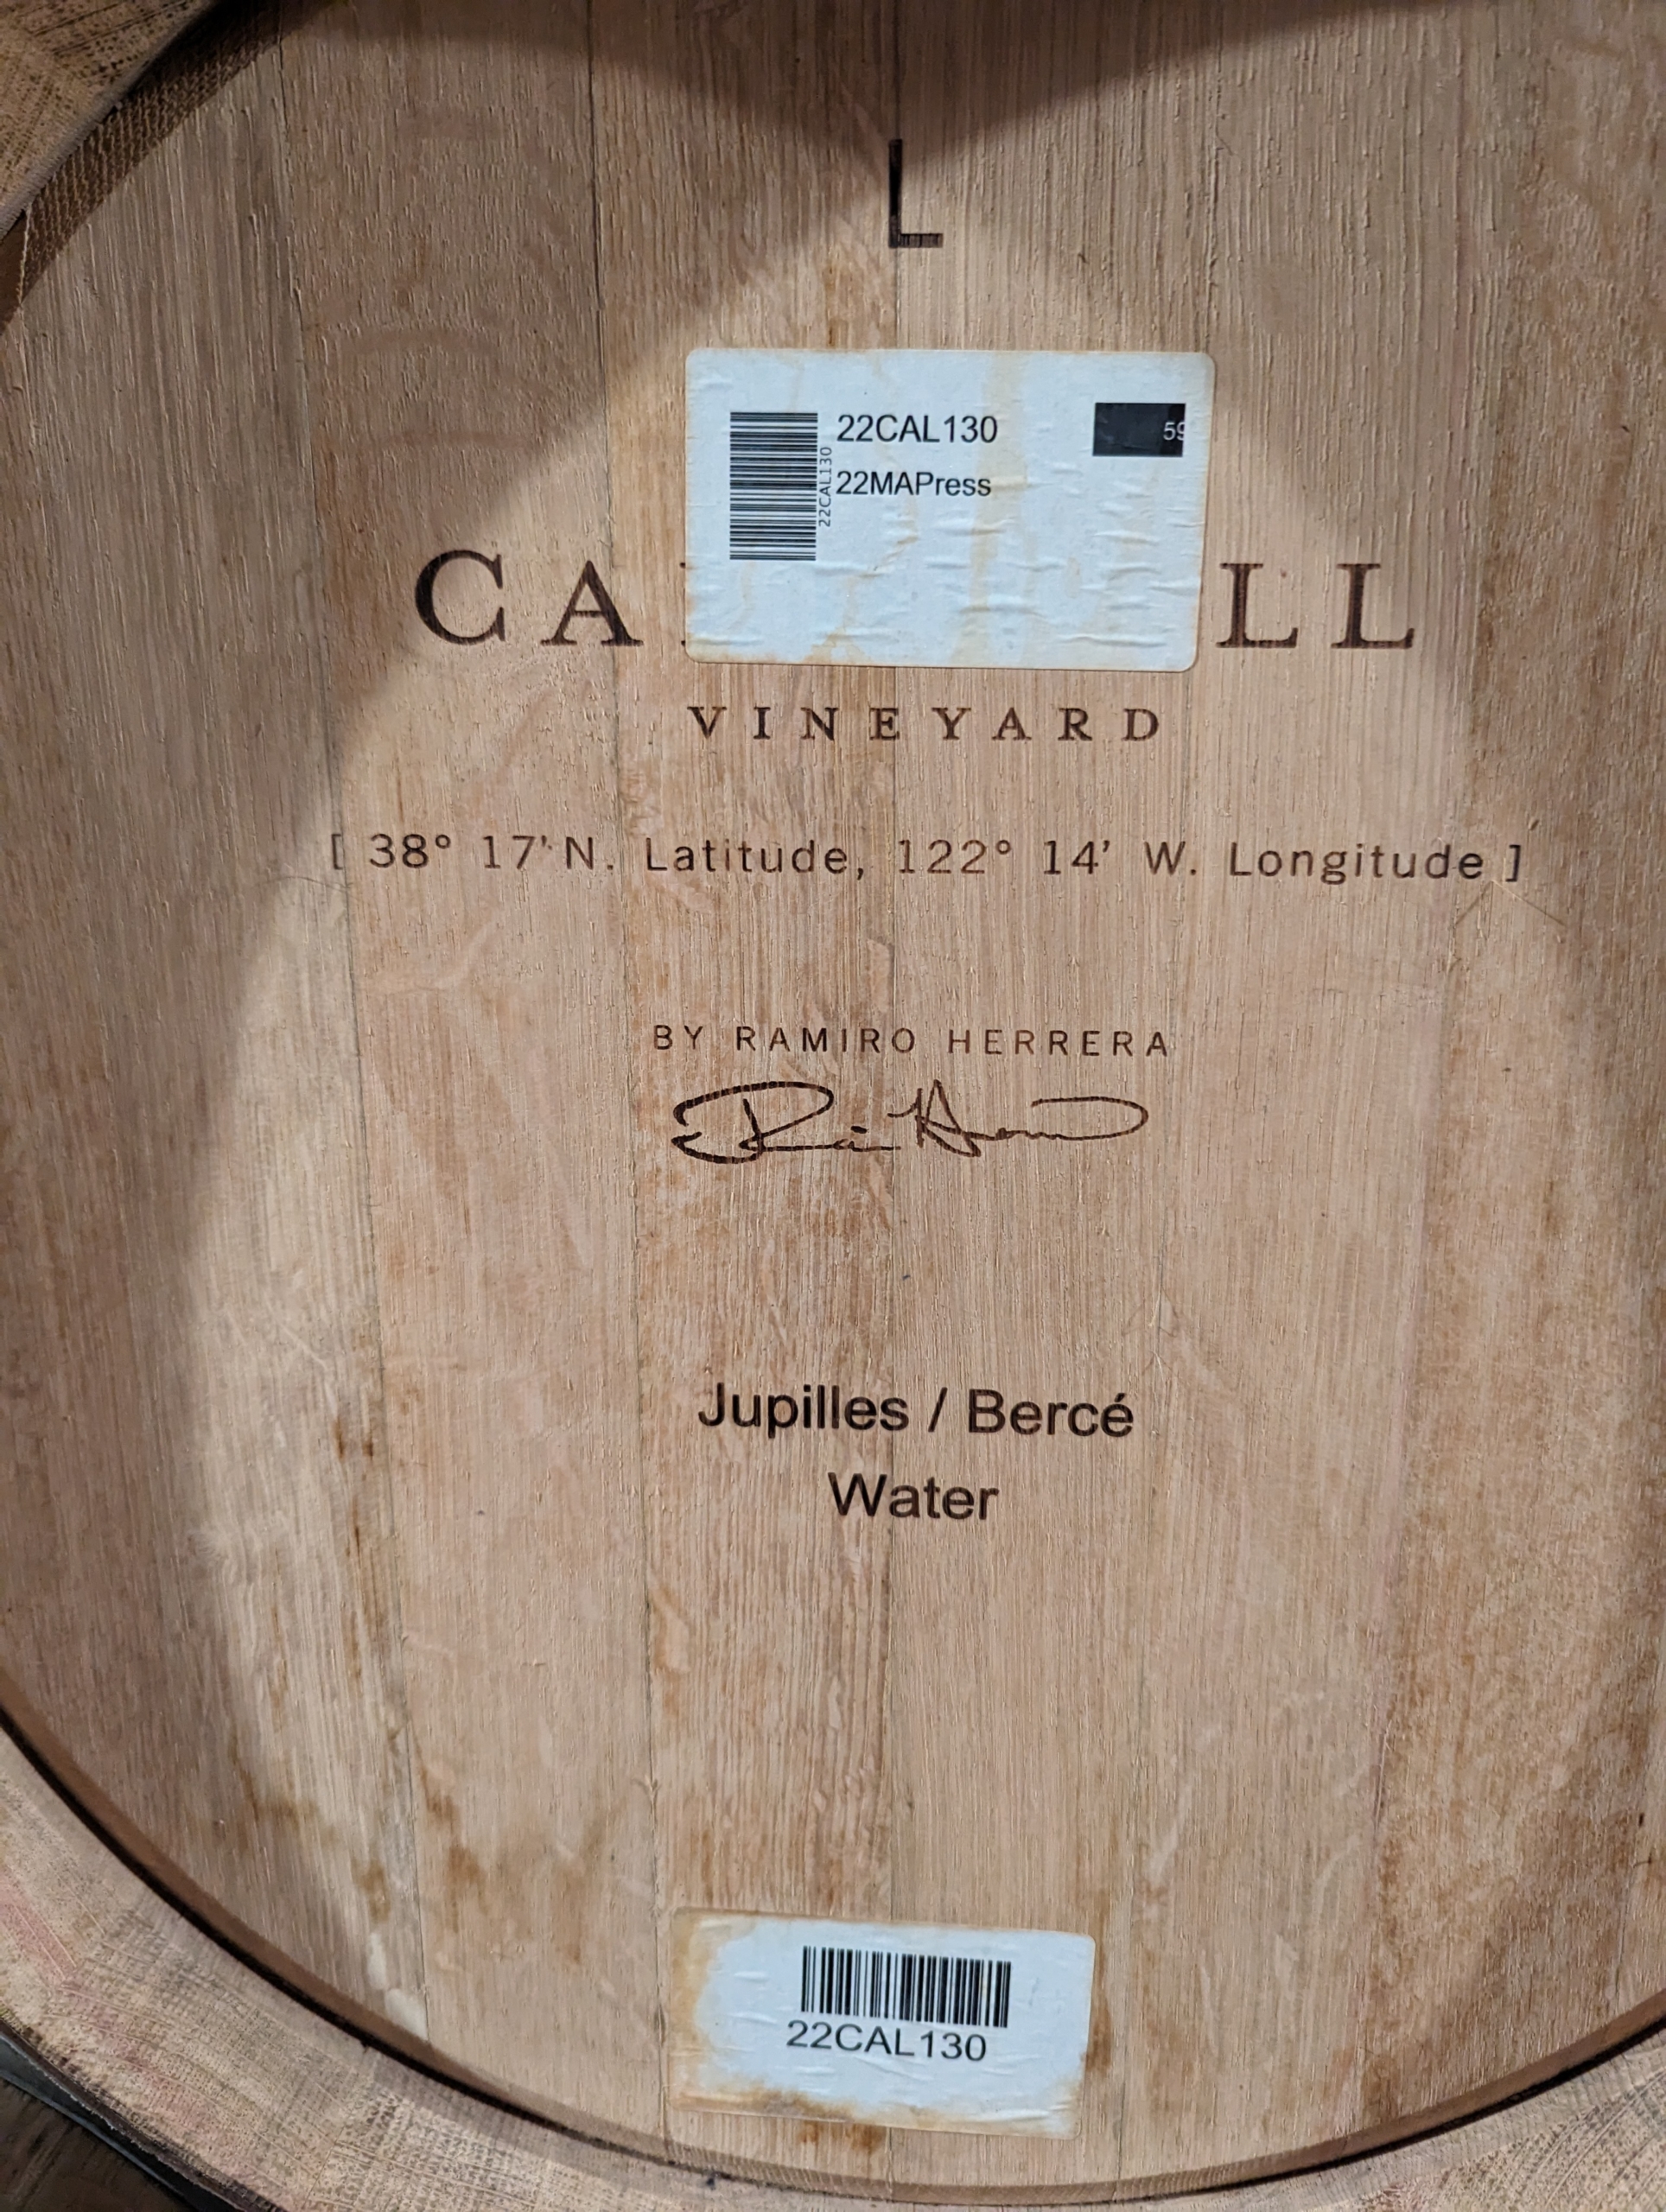 L
22CAL130
59
22CAL130
22MAPress
CA LL
VINEYARD
[ 38° 17' N. Latitude, 122° 14' W. Longitude ]
BY RAMIRO HERRERA
Jupilles / Bercé
Water
22CAL130